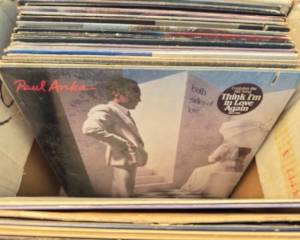 Paul Anka
both
sides of
love
Think I'm
in Love
Again